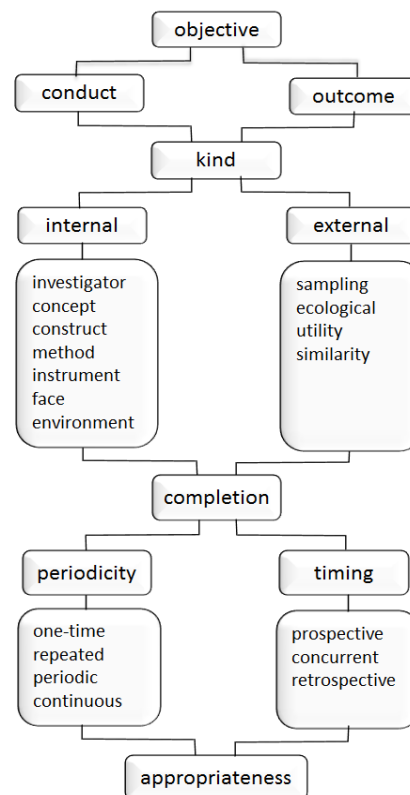 objective
conduct
outcome
kind
internal
external
investigator
concept
construct
method
instrument
face
environment
sampling
ecological
utility
similarity
completion
periodicity
timing
one-time
repeated
periodic
continuous
prospective
concurrent
retrospective
appropriateness